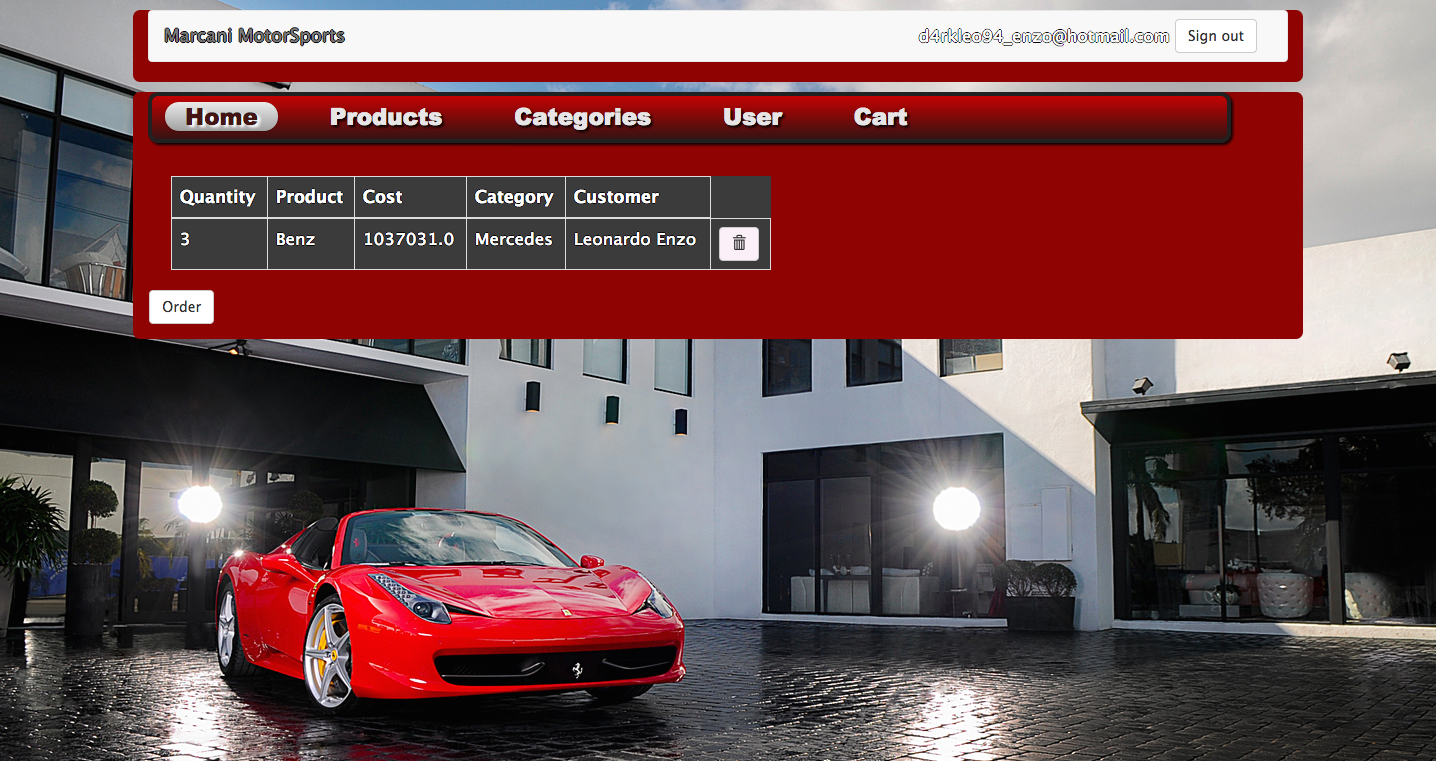 Marcani MotorSports d4rkleo94_enzo@hotmail.com Sign out
Home Products Categories User Cart
Quantity Product Cost Category Customer
3 Benz 1037031.0 Mercedes Leonardo Enzo
Order